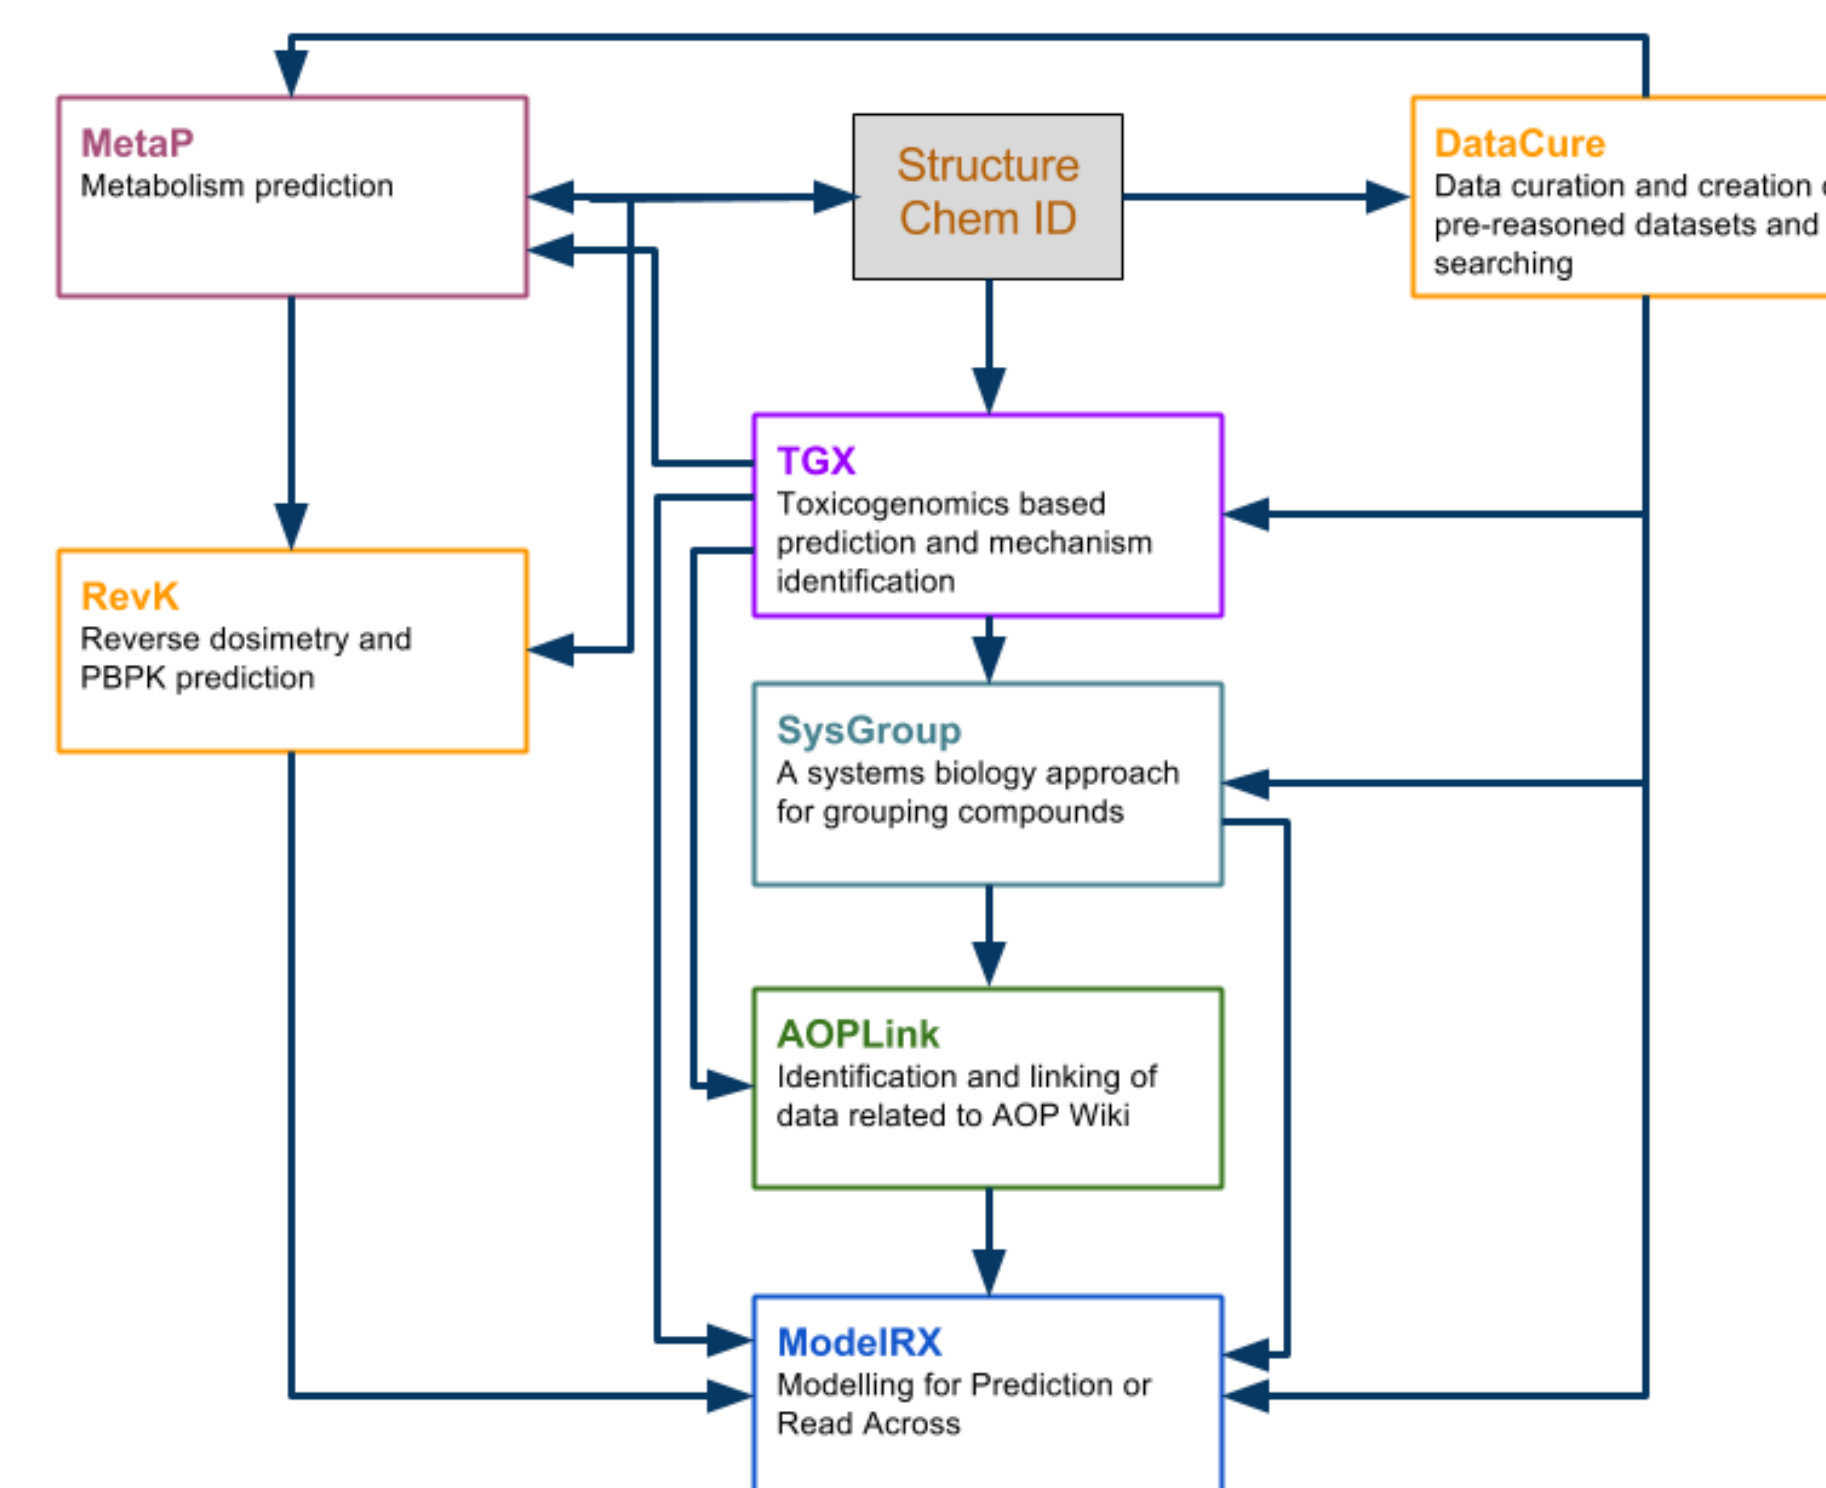 MetaP
Metabolism prediction
Structure
Chem ID
DataCure
Data curation and creation
pre-reasoned datasets and
searching
TGX
Toxicogenomics based
prediction and mechanism
identification
RevK
Reverse dosimetry and
PBPK prediction
SysGroup
A systems biology approach
for grouping compounds
AOPLink
Identification and linking of
data related to AOP Wiki
ModelRX
Modelling for Prediction or
Read Across